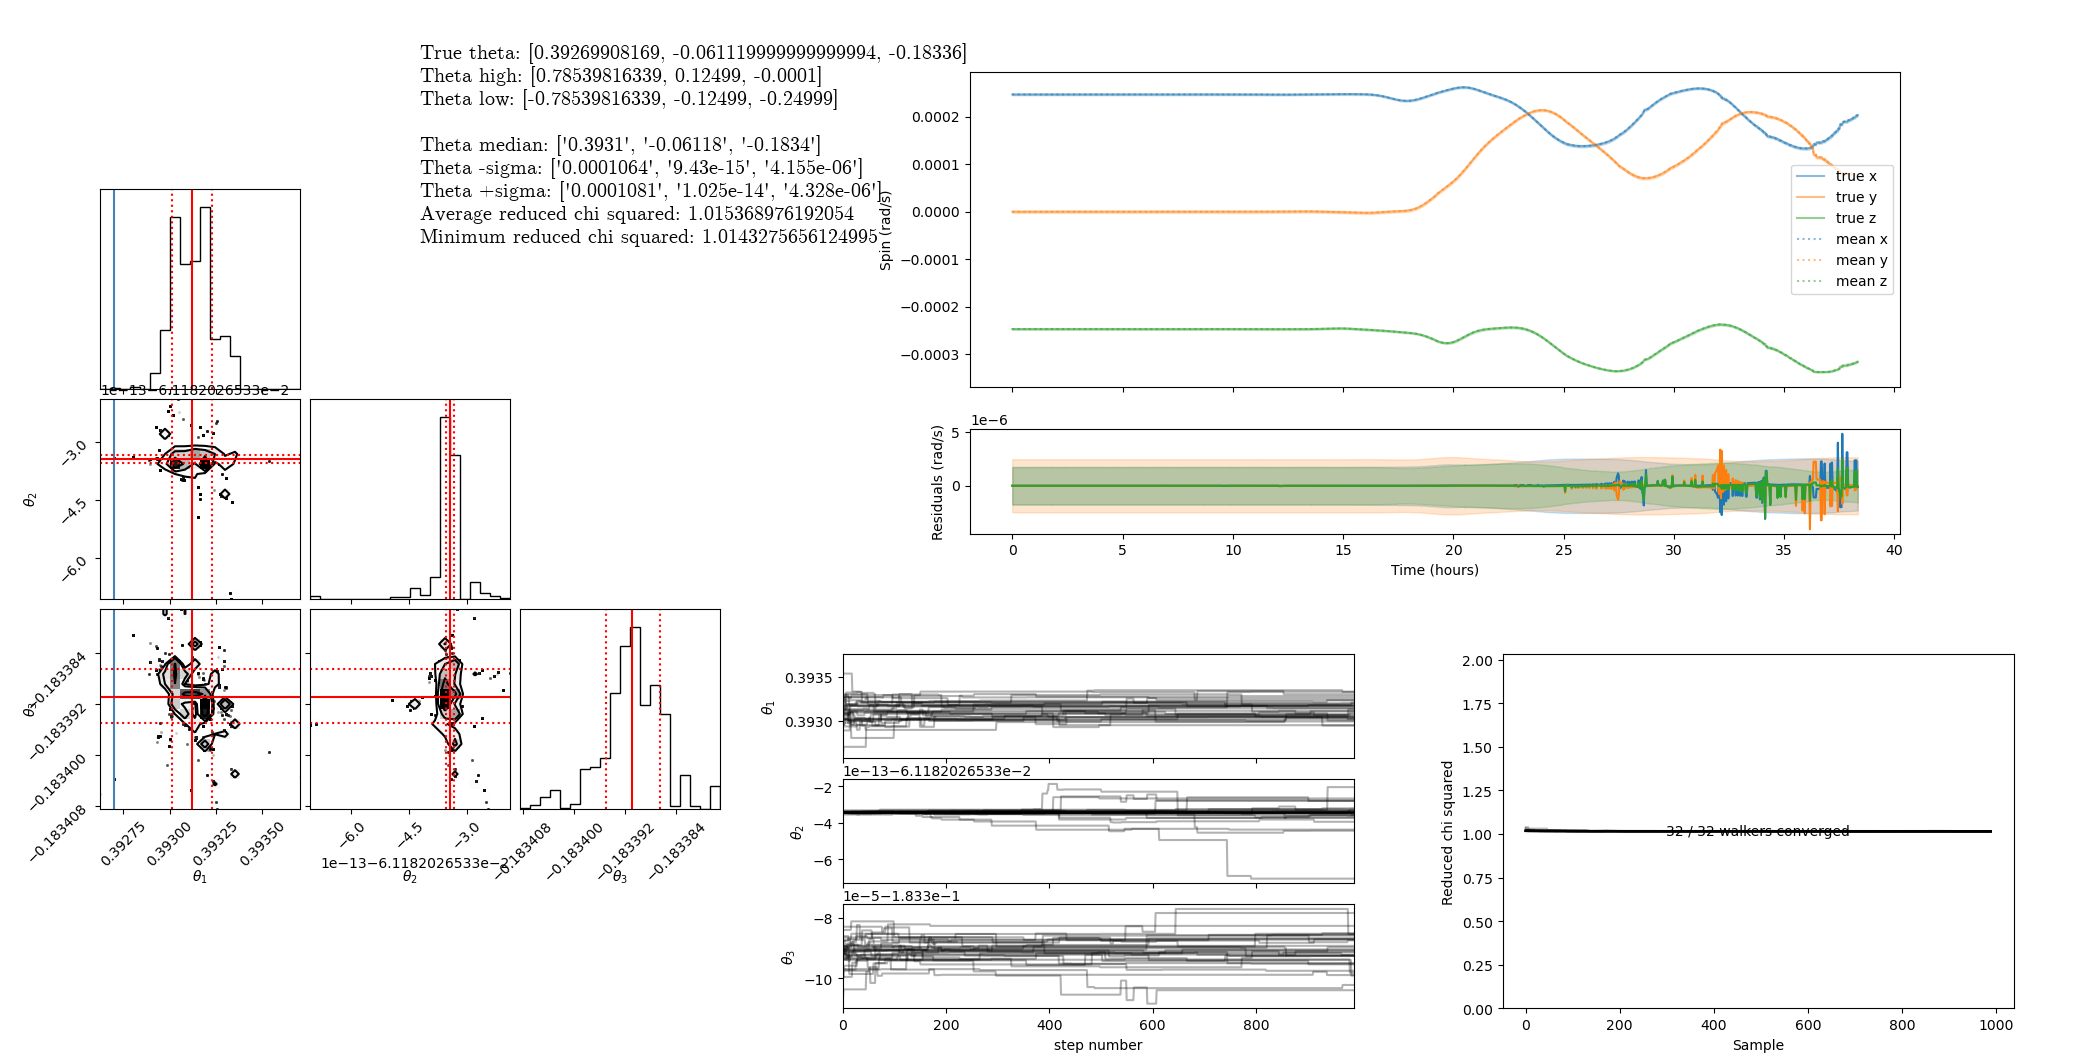 True theta: [0.39269908169, -0.061119999999999994, -0.18336]
Theta high: [0.78539816339, 0.12499, -0.0001]
Theta low: [-0.78539816339, -0.12499, -0.24999]
Theta median: ['0.3931', '-0.06118', '-0.1834']
Theta -sigma: ['0.0001064', '9.43e-15', '4.155e-06']
Theta +sigma: ['0.0001081', '1.025e-14', '4.328e-06']
Average reduced chi squared: 1.015368976192054
Minimum reduced chi squared: 1.0143275656124995
Spin (rad/s)
0.0002
0.0001
0.0000
−0.0001
−0.0002
−0.0003
true x
true y
true z
mean x
mean y
mean z
1e−6
Residuals (rad/s)
5
0
0 5 10 15 20 25 30 35 40
Time (hours)
1e−13−6.1182026533e−2
θ2
−3.0
−4.5
−6.0
θ3
−0.183384
−0.183392
−0.183400
−0.183408
0.39275 0.39300 0.39325 0.39350
θ1
−6.0 −4.5 −3.0
1e−13−6.1182026533e−2
θ2
−0.183408 −0.183400 −0.183392 −0.183384
θ3
θ1
0.3935
0.3930
1e−13−6.1182026533e−2
θ2
−2
−4
−6
1e−5−1.833e−1
θ3
−8
−10
0 200 400 600 800
step number
Reduced chi squared
2.00
1.75
1.50
1.25
1.00
0.75
0.50
0.25
0.00
32 / 32 walkers converged
0 200 400 600 800 1000
Sample